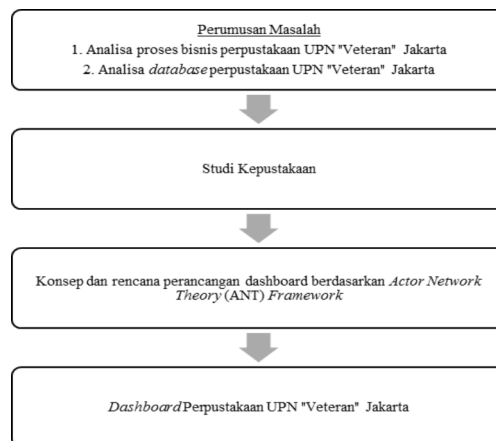 Perumusan Masalah
1. Analisa proses bisnis perpustakaan UPN "Veteran" Jakarta
2. Analisa database perpustakaan UPN "Veteran" Jakarta
Studi Kepustakaan
Konsep dan rencana perancangan dashboard berdasarkan Actor Network
Theory (ANT) Framework
Dashboard Perpustakaan UPN "Veteran" Jakarta